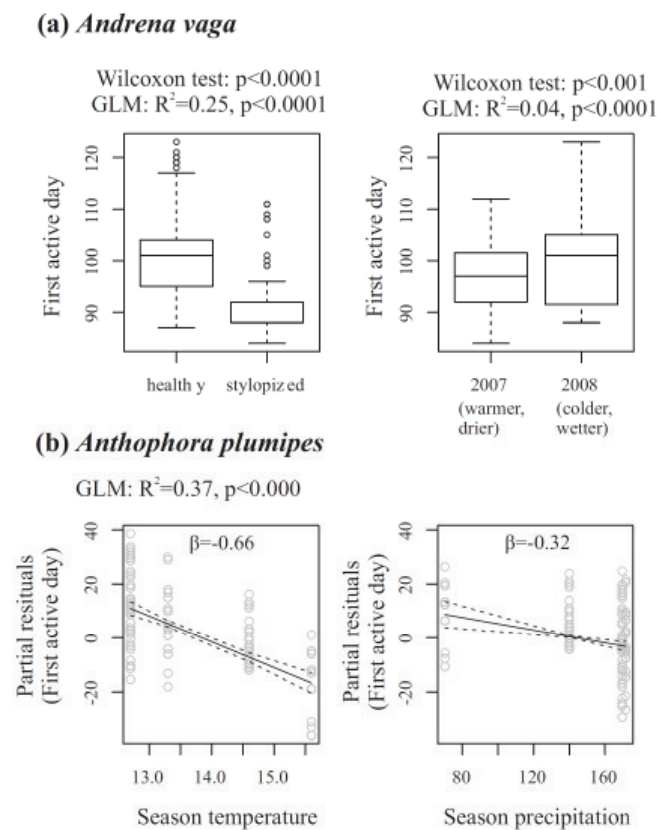 (a) Andrena vaga
Wilcoxon test: p<0.0001
GLM: R²=0.25, p<0.0001
First active day
90 100 110 120
health y stylopiz ed
Wilcoxon test: p<0.001
GLM: R²=0.04, p<0.0001
First active day
90 100 110 120
2007 2008
(warmer, (colder,
drier) wetter)
(b) Anthophora plumipes
GLM: R²=0.37, p<0.000
Partial resituals
(First active day)
-20 0 20 40
β=-0.66
13.0 14.0 15.0
Season temperature
Partial resituals
(First active day)
-20 0 20 40
β=-0.32
80 120 160
Season precipitation